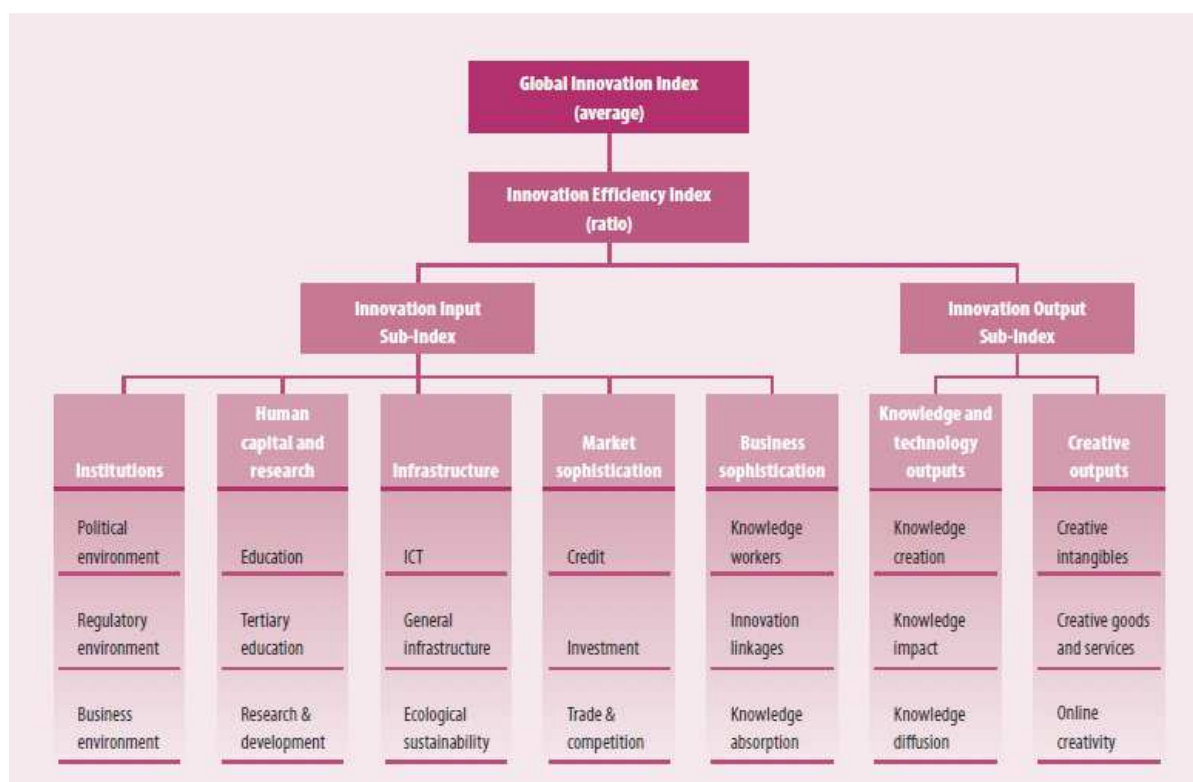 Global Innovation Index
(average)
Innovation Efficiency Index
(ratio)
Innovation Input
Sub-Index
Innovation Output
Sub-Index
Institutions
Human
capital and
research
Infrastructure
Market
sophistication
Business
sophistication
Knowledge and
technology
outputs
Creative
outputs
Political
environment
Education
ICT
Credit
Knowledge
workers
Knowledge
creation
Creative
intangibles
Regulatory
environment
Tertiary
education
General
infrastructure
Investment
Innovation
linkages
Knowledge
impact
Creative goods
and services
Business
environment
Research &
development
Ecological
sustainability
Trade &
competition
Knowledge
absorption
Knowledge
diffusion
Online
creativity